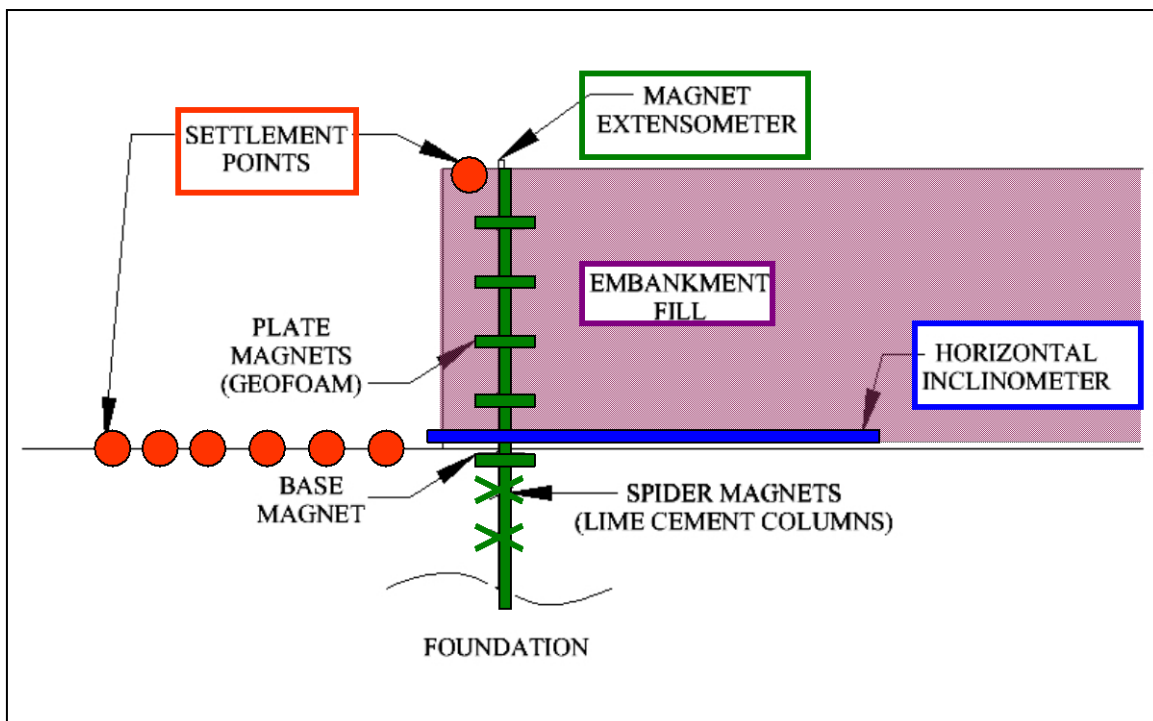 MAGNET
EXTENSOMETER
SETTLEMENT
POINTS
EMBANKMENT
FILL
PLATE
MAGNETS
(GEOFOAM)
HORIZONTAL
INCLINOMETER
BASE
MAGNET
SPIDER MAGNETS
(LIME CEMENT COLUMNS)
FOUNDATION